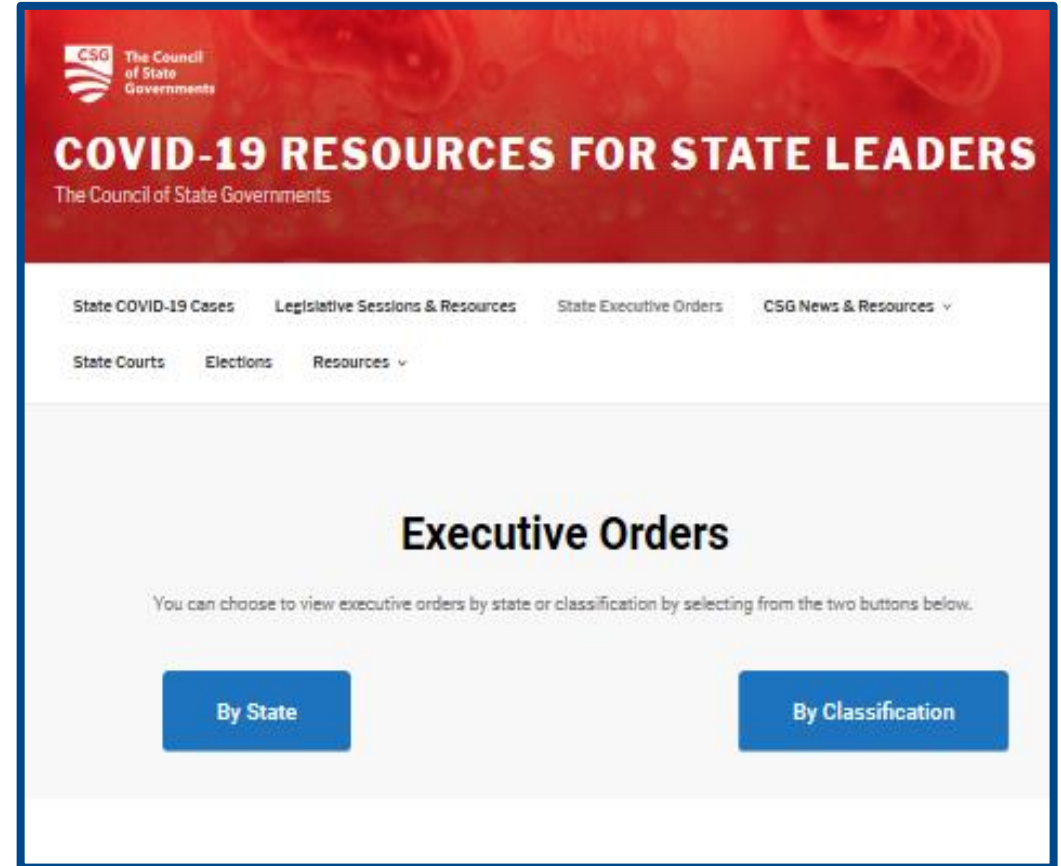 CSG The Council
of State
Governments
COVID-19 RESOURCES FOR STATE LEADERS
The Council of State Governments
State COVID-19 Cases Legislative Sessions & Resources State Executive Orders CSG News & Resources
State Courts Elections Resources
Executive Orders
You can choose to view executive orders by state or classification by selecting from the two buttons below.
By State By Classification